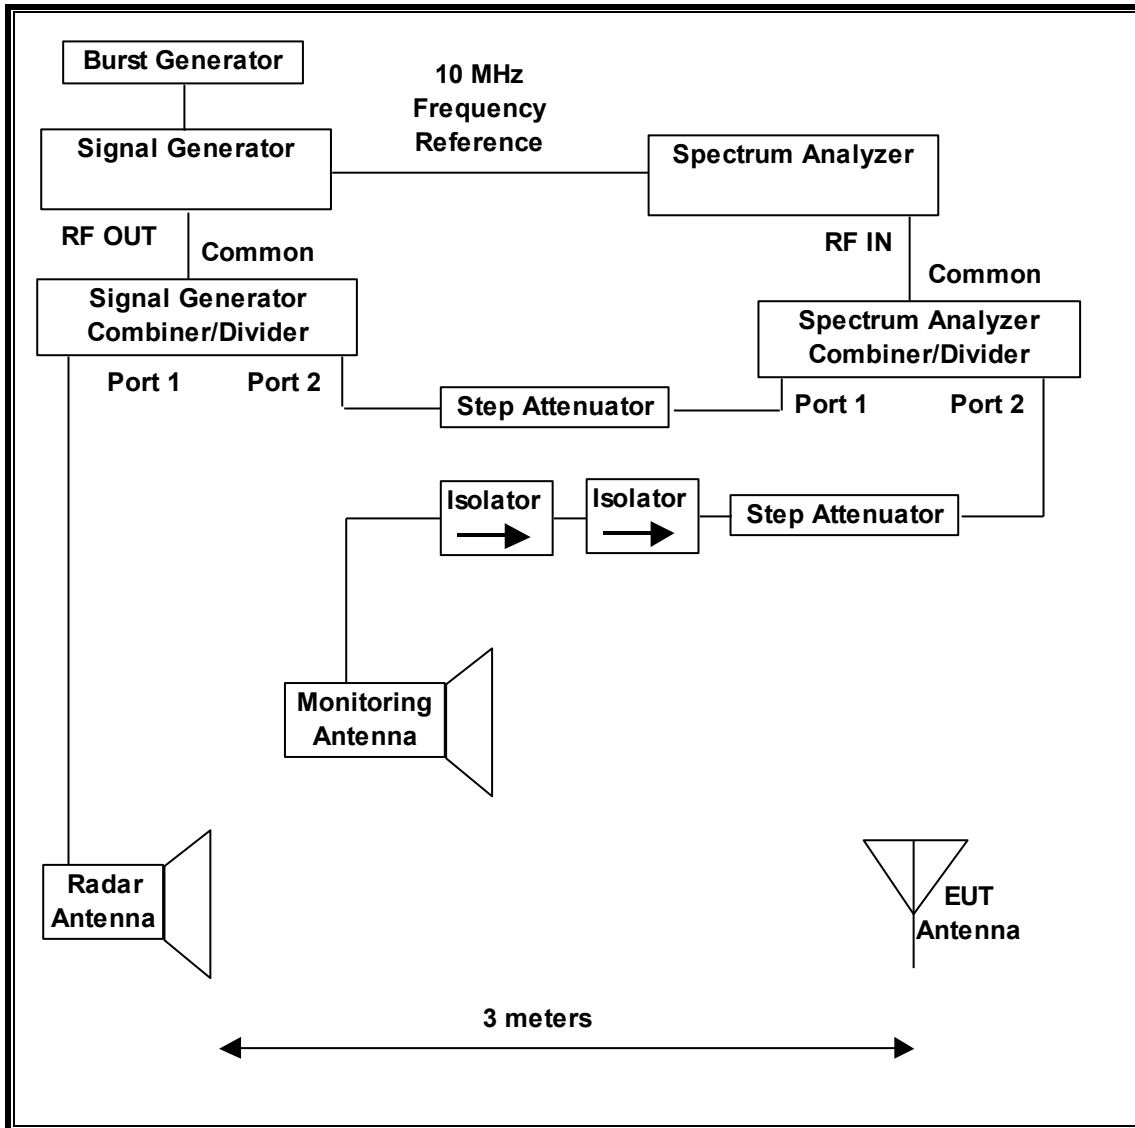 Burst Generator
10 MHz
Frequency
Reference
Signal Generator
Spectrum Analyzer
RF OUT
Common
RF IN
Common
Signal Generator
Combiner/Divider
Spectrum Analyzer
Combiner/Divider
Port 1
Port 2
Step Attenuator
Port 1
Port 2
Isolator
Isolator
Step Attenuator
Monitoring
Antenna
Radar
Antenna
EUT
Antenna
3 meters